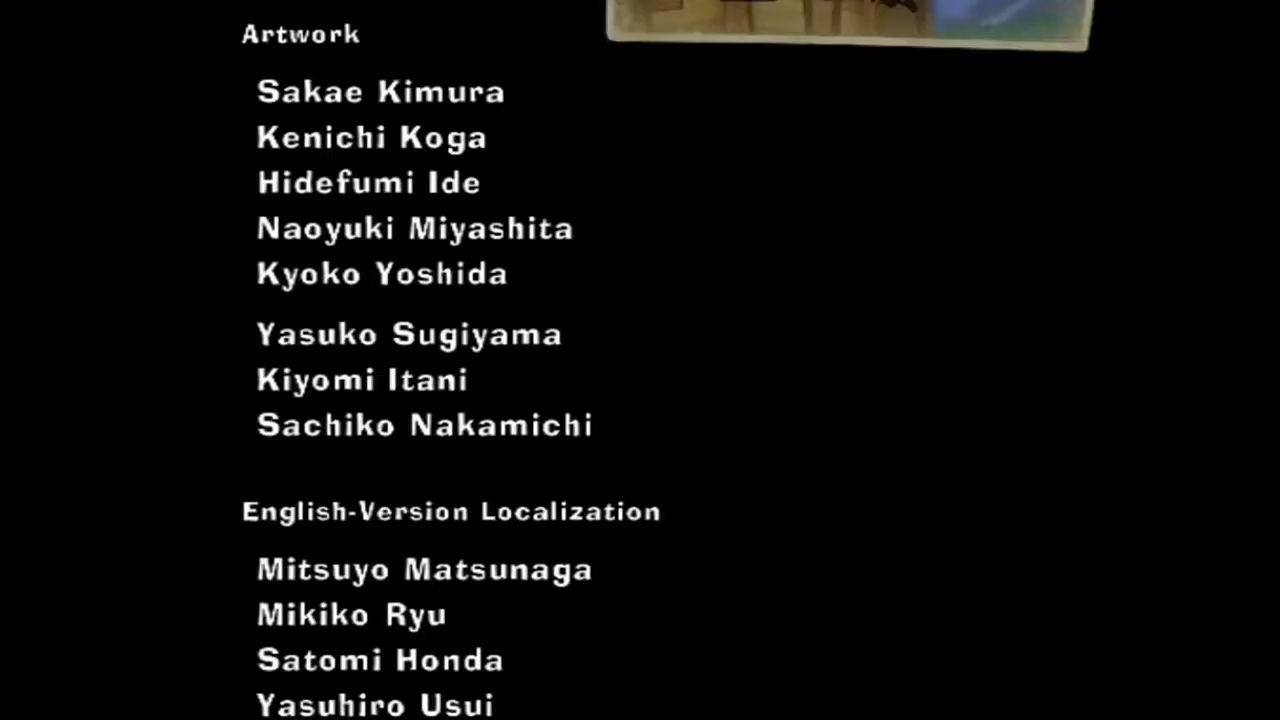 Artwork
Sakae Kimura
Kenichi Koga
Hidefumi Ide
Naoyuki Miyashita
Kyoko Yoshida
Yasuko Sugiyama
Kiyomi Itani
Sachiko Nakamichi
English-Version Localization
Mitsuyo Matsunaga
Mikiko Ryu
Satomi Honda
Yasuhiro Usui